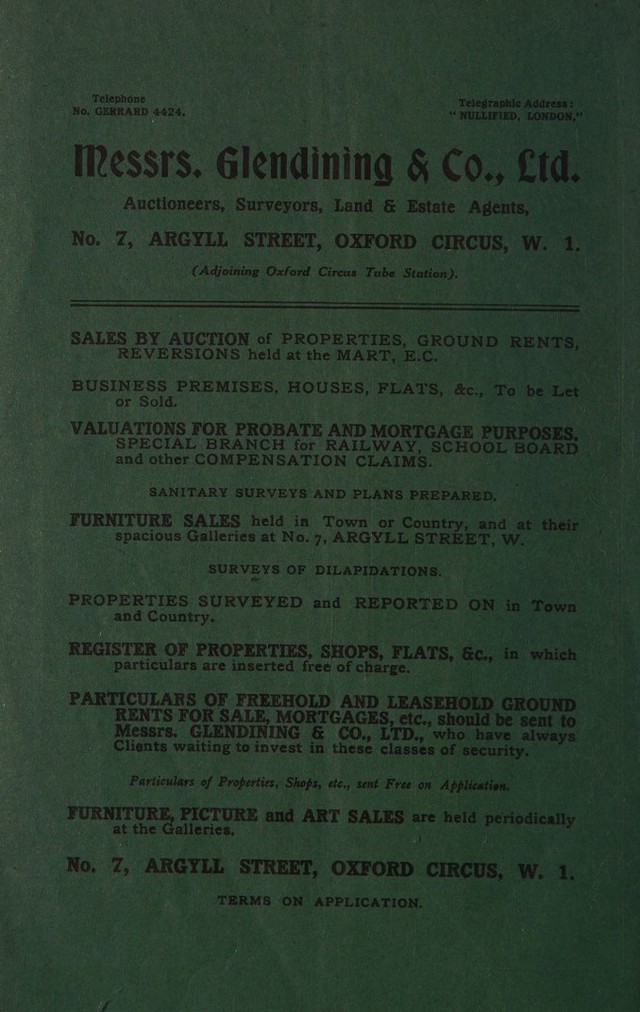 Telephone
No. GERRARD 4424.
Telegraphic Address:
"NULLIFIED, LONDON,"
Messrs. Glendining & Co., Ltd.
Auctioneers, Surveyors, Land & Estate Agents,
No. 7, ARGYLL STREET, OXFORD CIRCUS, W. 1.
(Adjoining Oxford Circus Tube Station).
SALES BY AUCTION of PROPERTIES, GROUND RENTS,
REVERSIONS held at the MART, E.C.
BUSINESS PREMISES, HOUSES, FLATS, &c., To be Let
or Sold.
VALUATIONS FOR PROBATE AND MORTGAGE PURPOSES.
SPECIAL BRANCH for RAILWAY, SCHOOL BOARD
and other COMPENSATION CLAIMS.
SANITARY SURVEYS AND PLANS PREPARED.
FURNITURE SALES held in Town or Country, and at their
spacious Galleries at No. 7, ARGYLL STREET, W.
SURVEYS OF DILAPIDATIONS.
PROPERTIES SURVEYED and REPORTED ON in Town
and Country.
REGISTER OF PROPERTIES, SHOPS, FLATS, &c., in which
particulars are inserted free of charge.
PARTICULARS OF FREEHOLD AND LEASEHOLD GROUND
RENTS FOR SALE, MORTGAGES, etc., should be sent to
Messrs. GLENDINING & CO., LTD., who have always
Clients waiting to invest in these classes of security.
Particulars of Properties, Shops, etc., sent Free on Application.
FURNITURE, PICTURE and ART SALES are held periodically
at the Galleries.
No. 7, ARGYLL STREET, OXFORD CIRCUS, W. 1.
TERMS ON APPLICATION.